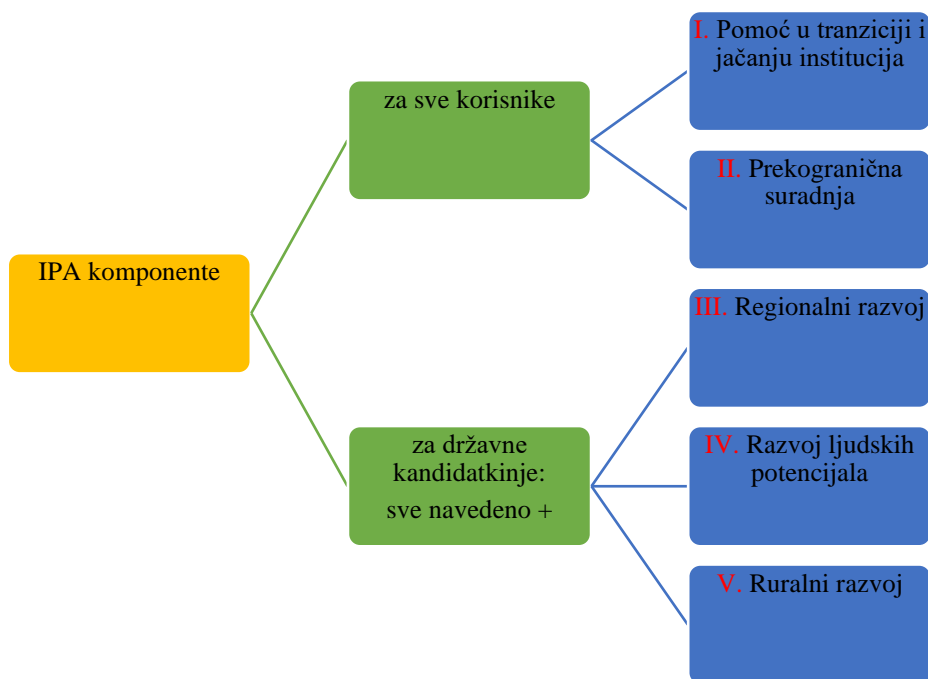 IPA komponente
za sve korisnike
I. Pomoć u tranziciji i
jačanju institucija
II. Prekogranična
suradnja
za državne
kandidatkinje:
sve navedeno +
III. Regionalni razvoj
IV. Razvoj ljudskih
potencijala
V. Ruralni razvoj